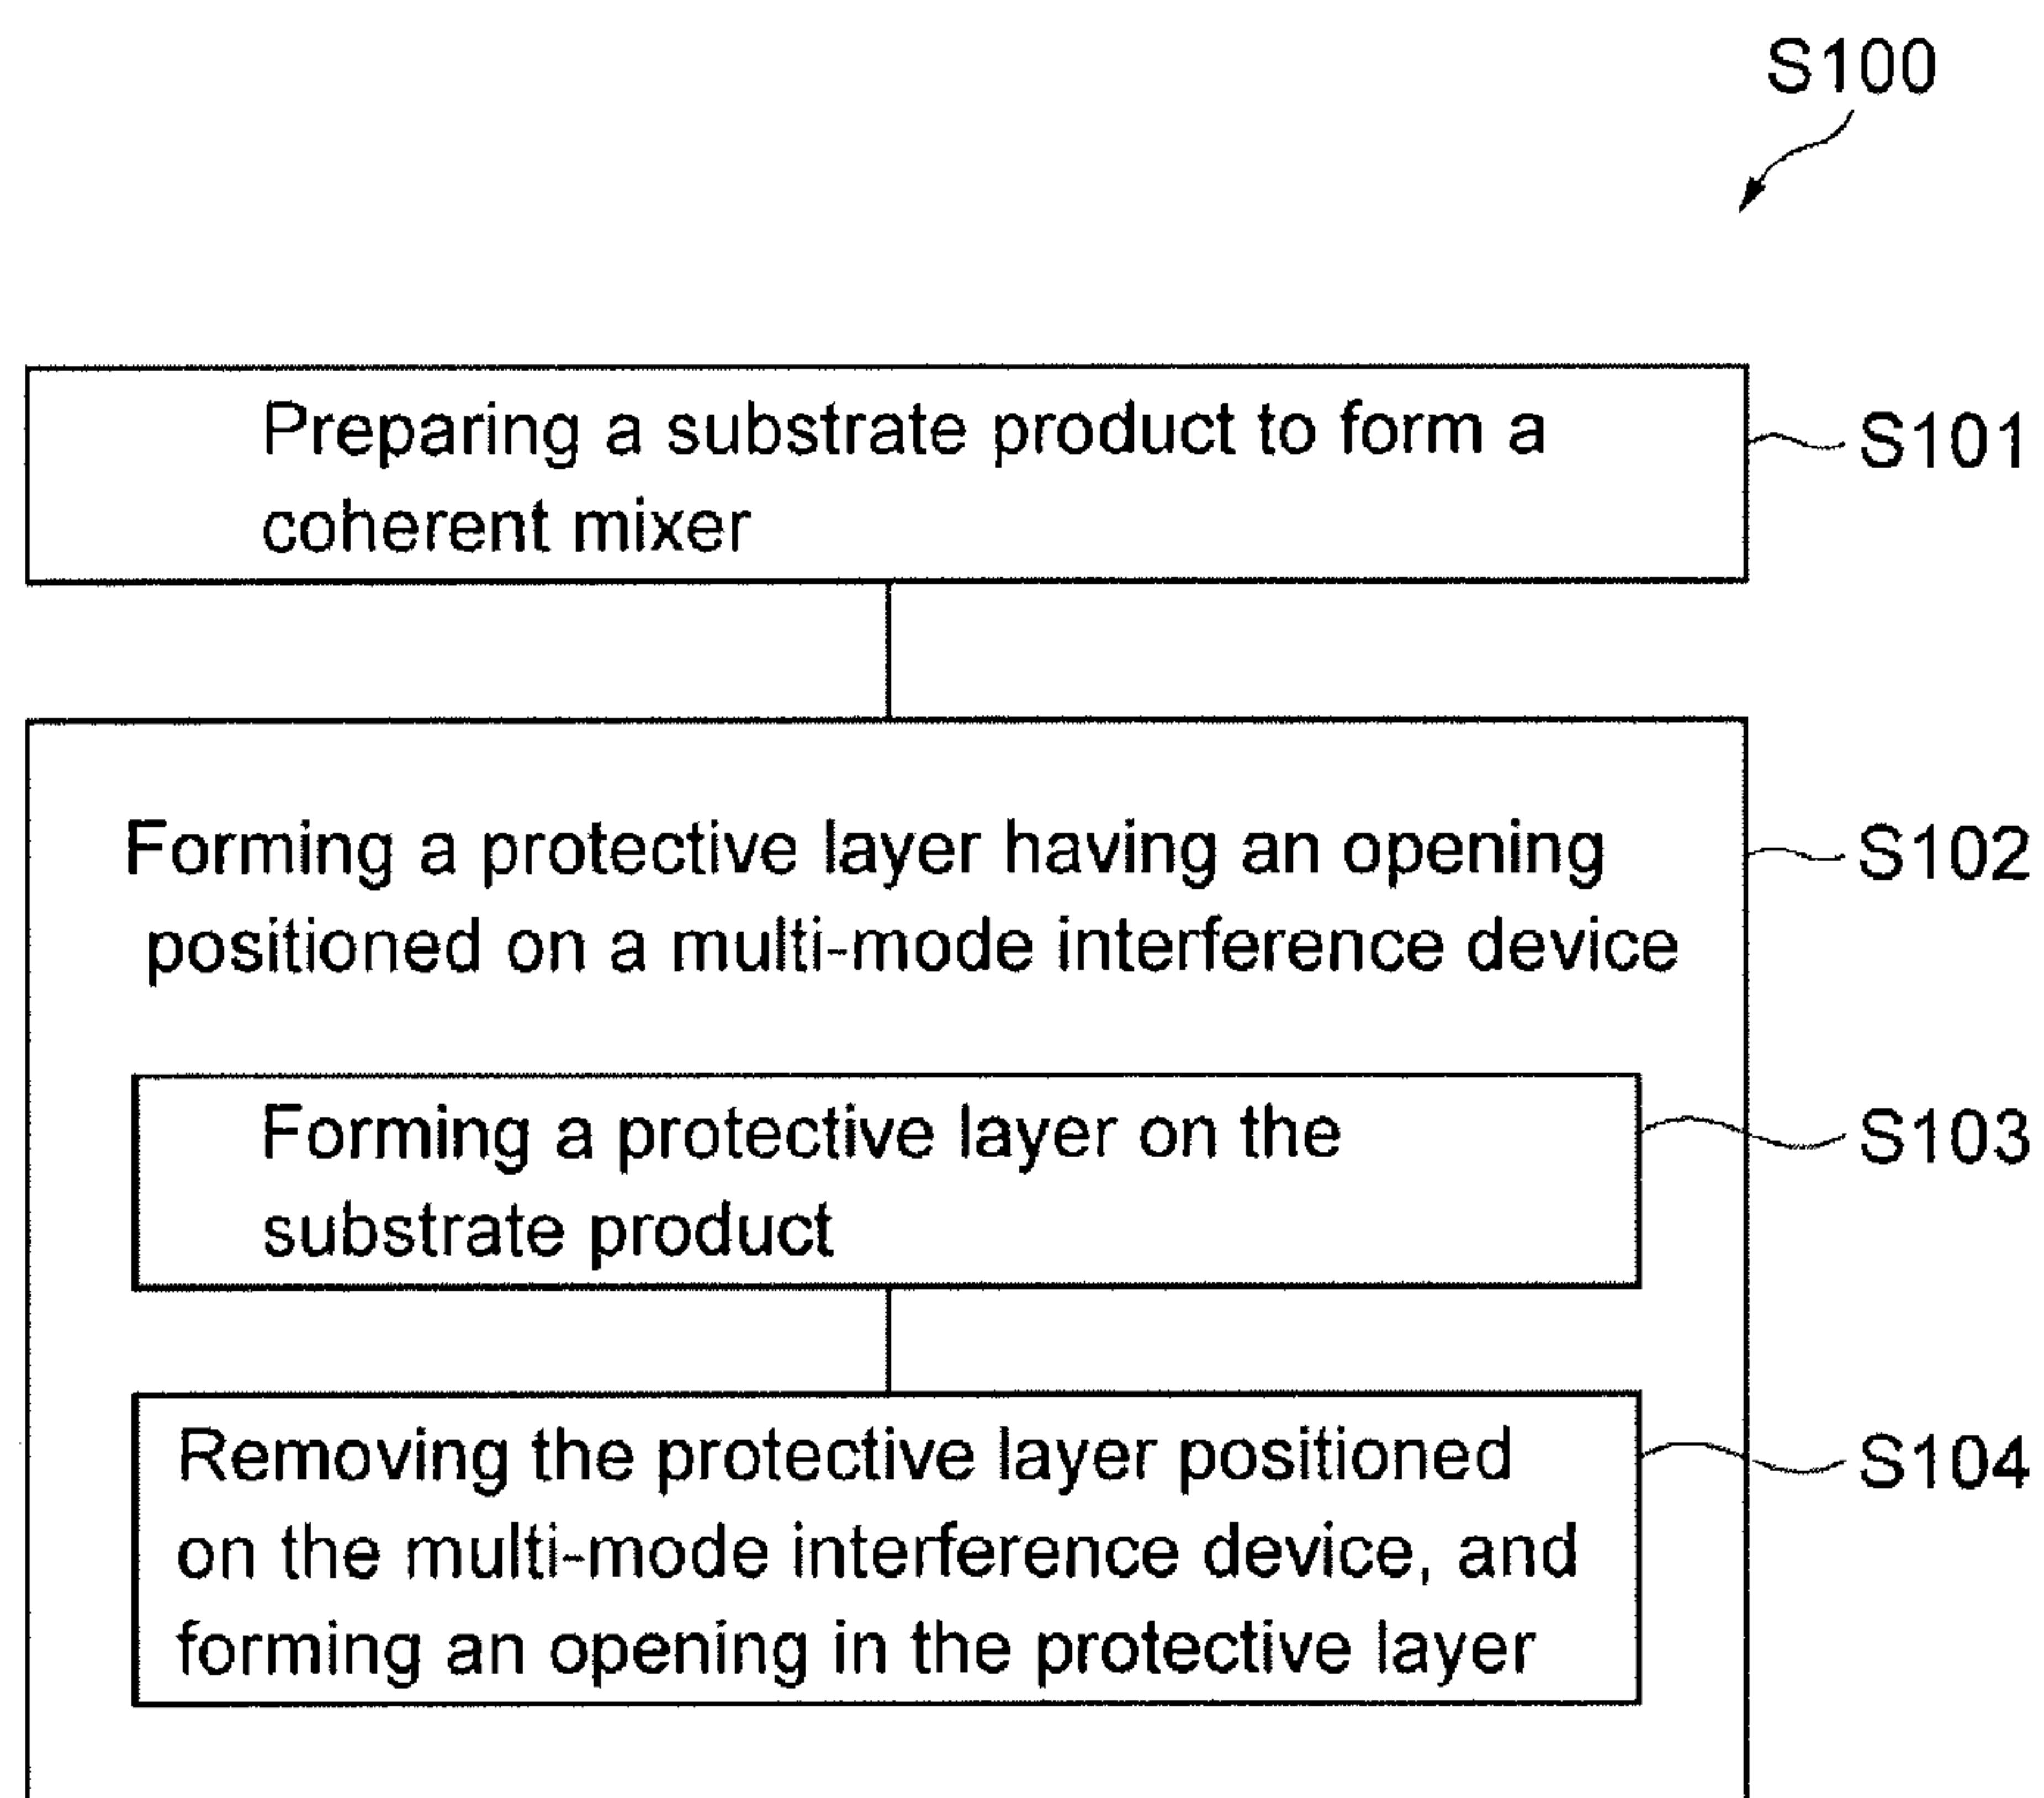 S100
Preparing a substrate product to form a
coherent mixer
S101
Forming a protective layer having an opening
positioned on a multi-mode interference device
S102
Forming a protective layer on the
substrate product
S103
Removing the protective layer positioned
on the multi-mode interference device, and
forming an opening in the protective layer
S104